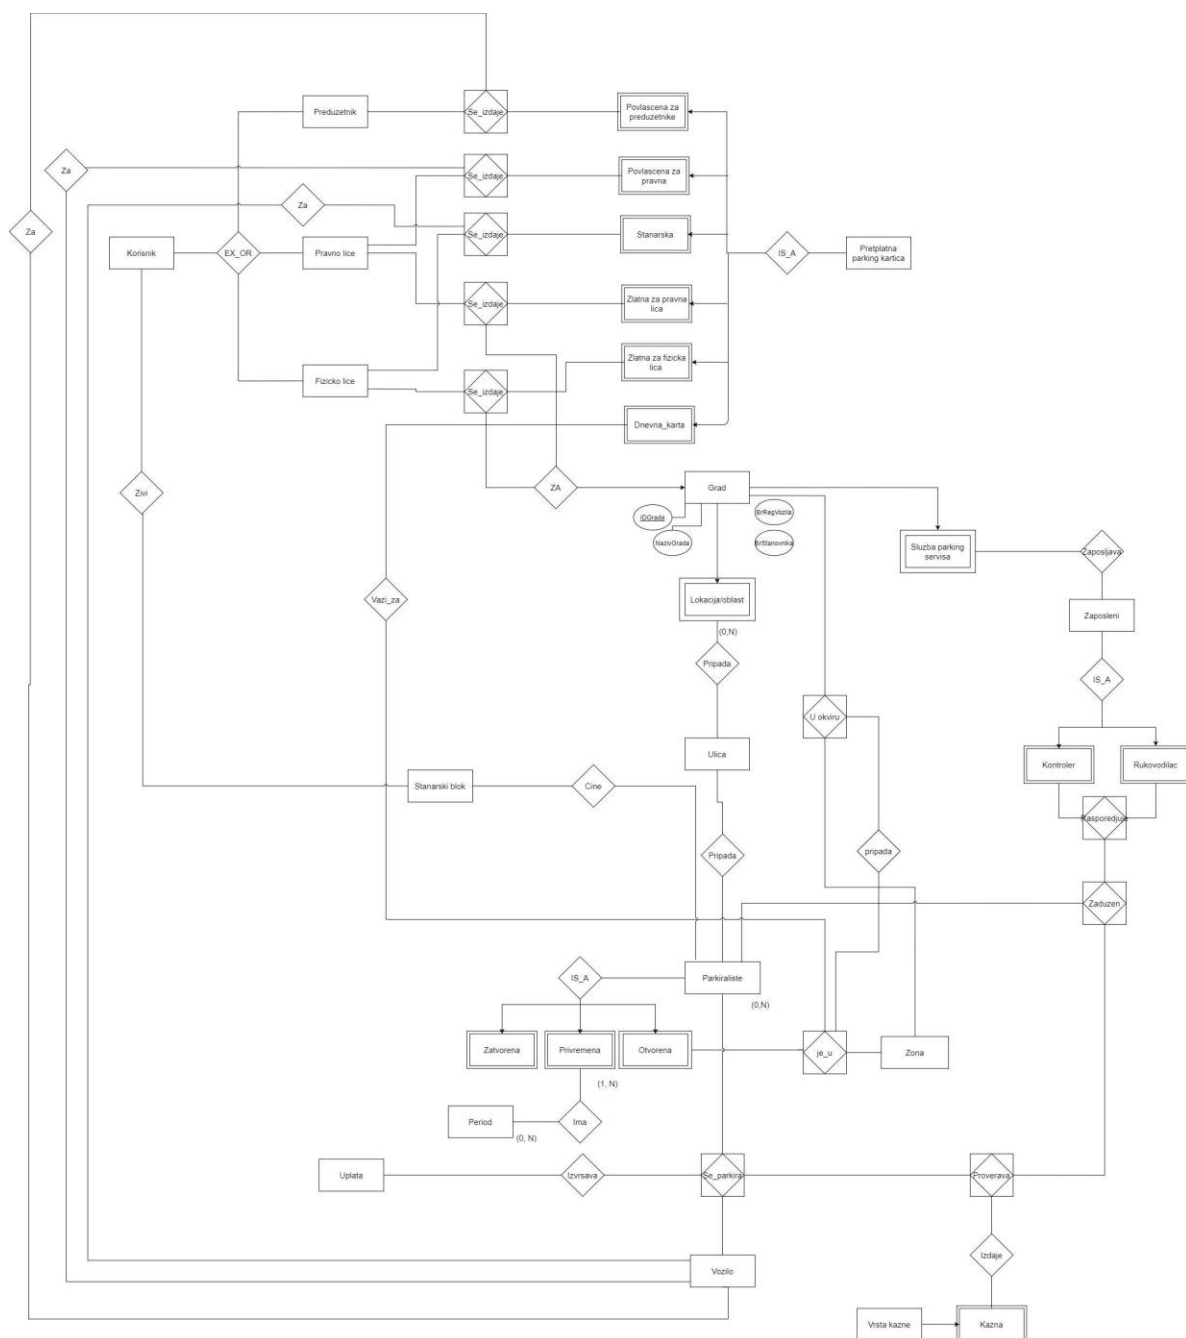 Preduzetnik
Se_izdaje
Povlascena za
preduzetnike
Za
Se_izdaje
Povlascena za
pravna
Za
Za
Se_izdaje
Stanarska
Korisnik
EX_OR
Pravno lice
IS_A
Pretplatna
parking kartica
Se_izdaje
Zlatna za pravna
lica
Zlatna za fizicka
lica
Fizicko lice
Se_izdaje
Dnevna_karta
Zivi
ZA
Grad
IDGrada
BrRegVozila
NazivGrada
BrStanovnika
Sluzba parking
servisa
Zaposljava
Vazi_za
Lokacija/oblast
Zaposleni
(0,N)
Pripada
IS_A
U okviru
Ulica
Kontroler
Rukovodilac
Stanarski blok
Cine
Rasporedjuje
Pripada
pripada
Zaduzen
IS_A
Parkiraliste
(0,N)
Zatvorena
Privremena
Otvorena
je_u
Zona
(1, N)
Period
Ima
(0, N)
Uplata
Izvrsava
Se_parkira
Proverava
Izdaje
Vozilo
Vrsta kazne
Kazna